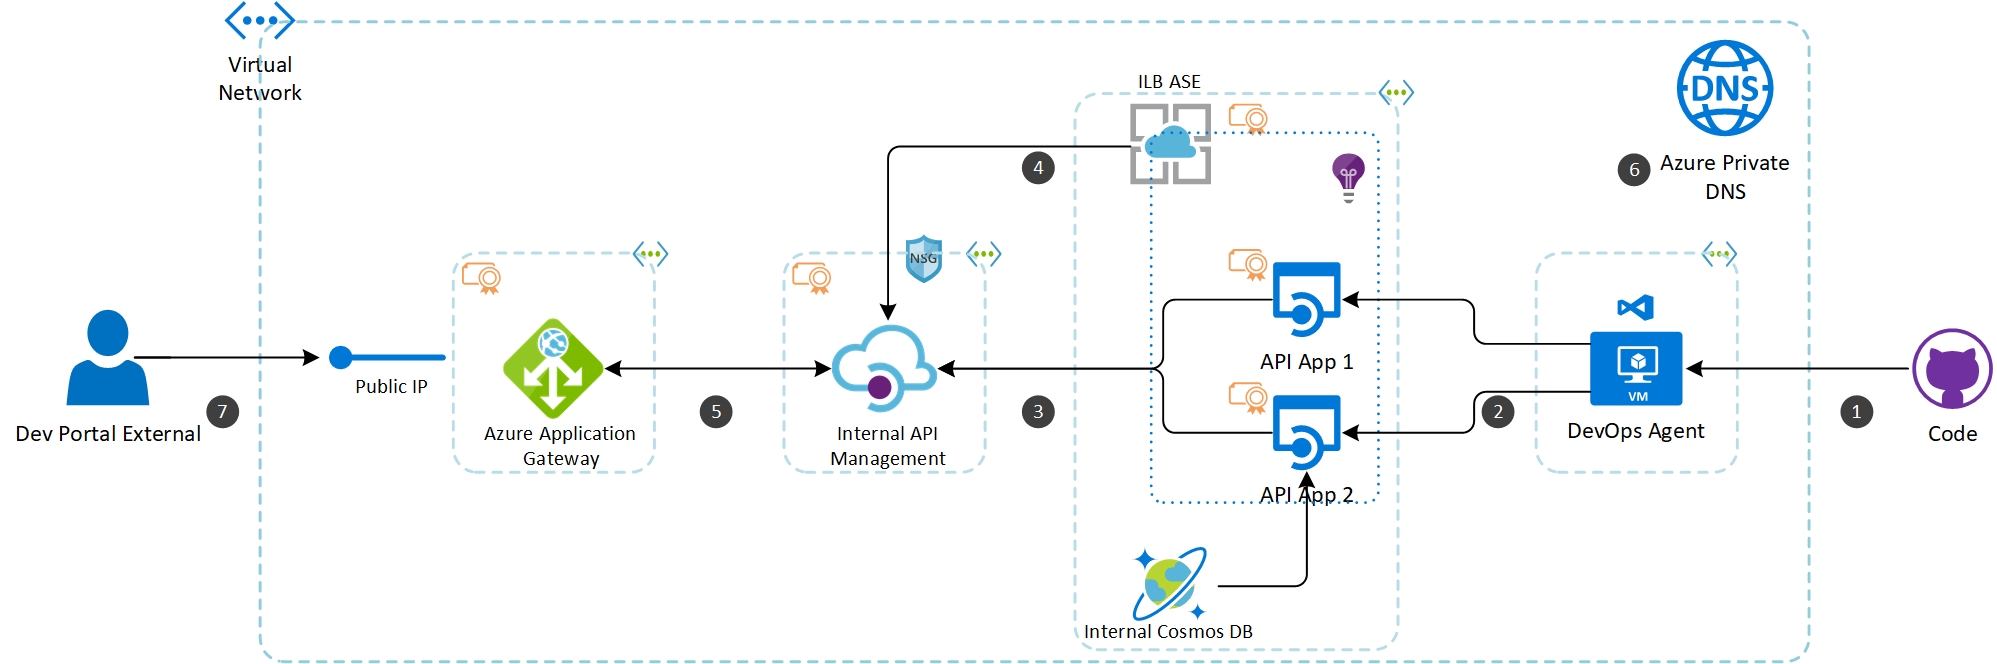 Virtual
Network
ILB ASE
DNS
4
6
Azure Private
DNS
NSG
Public IP
API App 1
VM
7
5
3
2
1
Dev Portal External
Azure Application
Gateway
Internal API
Management
DevOps Agent
Code
API App 2
Internal Cosmos DB